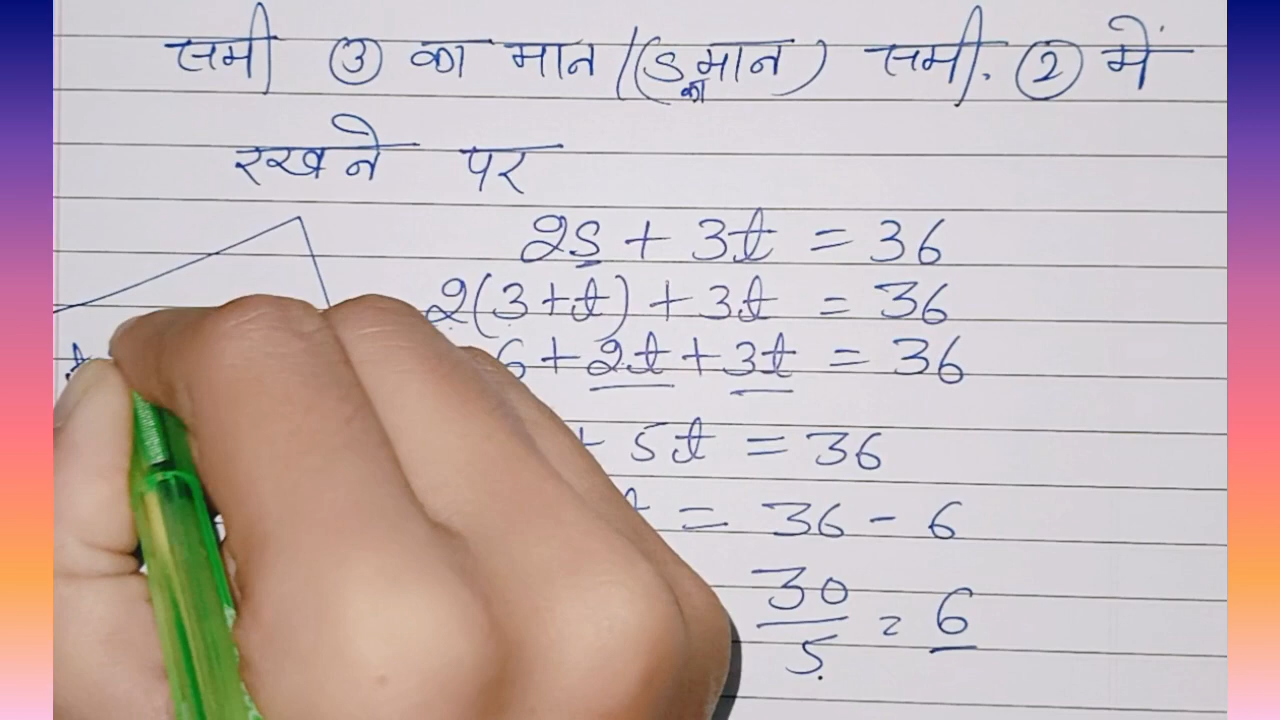 समी ③ का मान (S का मान) समी. ② में
रखने पर
2s + 3t = 36
2(3+t) + 3t = 36
6 + 2t + 3t = 36
+ 5t = 36
t = 36 - 6
30/5 = 6